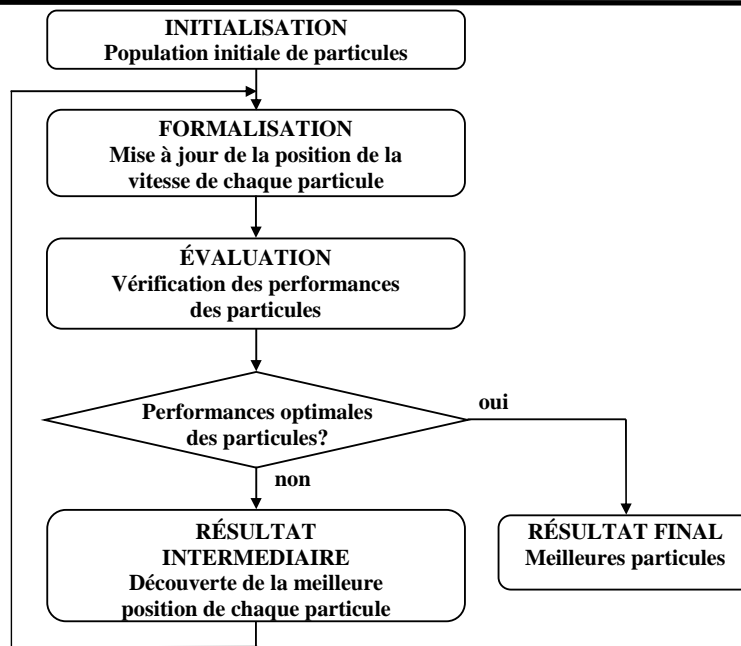 INITIALISATION
Population initiale de particules
FORMALISATION
Mise à jour de la position de la
vitesse de chaque particule
ÉVALUATION
Vérification des performances
des particules
Performances optimales
des particules?
oui
non
RÉSULTAT
INTERMEDIAIRE
Découverte de la meilleure
position de chaque particule
RÉSULTAT FINAL
Meilleures particules